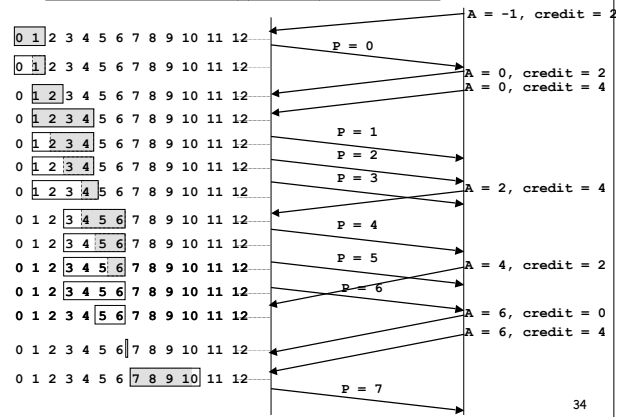 A = -1, credit = 2
0 1 2 3 4 5 6 7 8 9 10 11 12
P = 0
0 1 2 3 4 5 6 7 8 9 10 11 12
A = 0, credit = 2
A = 0, credit = 4
0 1 2 3 4 5 6 7 8 9 10 11 12
0 1 2 3 4 5 6 7 8 9 10 11 12
P = 1
0 1 2 3 4 5 6 7 8 9 10 11 12
P = 2
0 1 2 3 4 5 6 7 8 9 10 11 12
P = 3
0 1 2 3 4 5 6 7 8 9 10 11 12
A = 2, credit = 4
0 1 2 3 4 5 6 7 8 9 10 11 12
P = 4
0 1 2 3 4 5 6 7 8 9 10 11 12
P = 5
0 1 2 3 4 5 6 7 8 9 10 11 12
A = 4, credit = 2
0 1 2 3 4 5 6 7 8 9 10 11 12
P = 6
0 1 2 3 4 5 6 7 8 9 10 11 12
A = 6, credit = 0
A = 6, credit = 4
0 1 2 3 4 5 6 7 8 9 10 11 12
0 1 2 3 4 5 6 7 8 9 10 11 12
P = 7
34